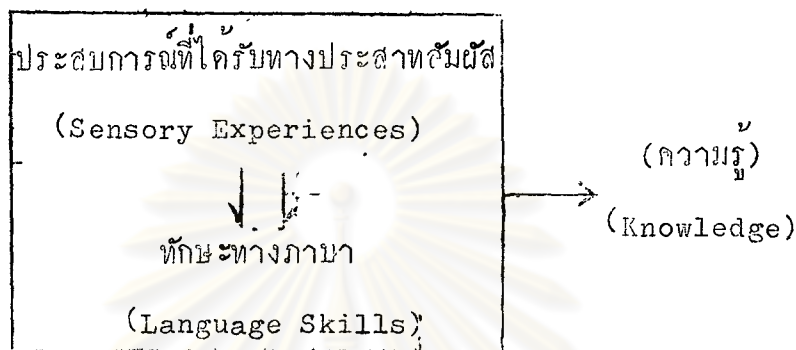 ประสบการณ์ที่ได้รับทางประสาทสัมผัส
(Sensory Experiences)
ทักษะทางภาษา
(Language Skills)
(ความรู้)
(Knowledge)